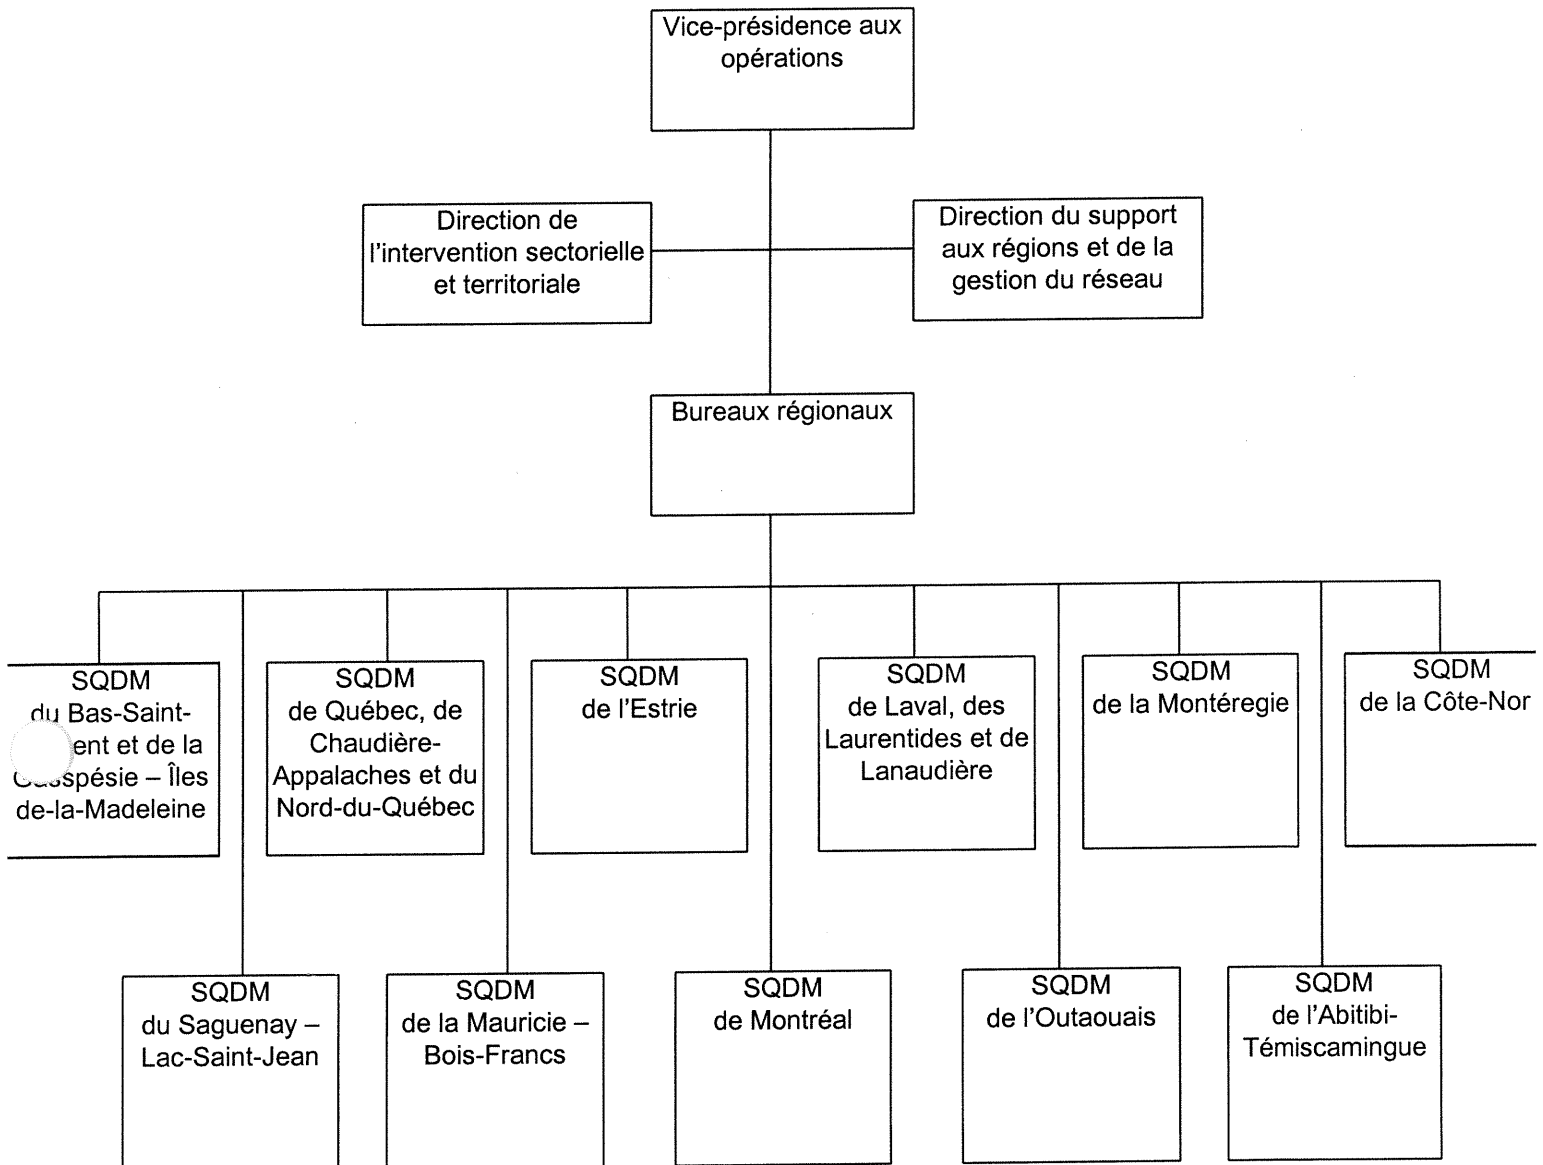 Vice-présidence aux
opérations
Direction de
l'intervention sectorielle
et territoriale
Direction du support
aux régions et de la
gestion du réseau
Bureaux régionaux
SQDM
du Bas-Saint-
et de la
Îles
de-la-Madeleine
SQDM
de Québec, de
Chaudière-
Appalaches et du
Nord-du-Québec
SQDM
de l'Estrie
SQDM
de Laval, des
Laurentides et de
Lanaudière
SQDM
de la Montéregie
SQDM
de la Côte-Nor
SQDM
du Saguenay –
Lac-Saint-Jean
SQDM
de la Mauricie –
Bois-Francs
SQDM
de Montréal
SQDM
de l'Outaouais
SQDM
de l'Abitibi-
Témiscamingue